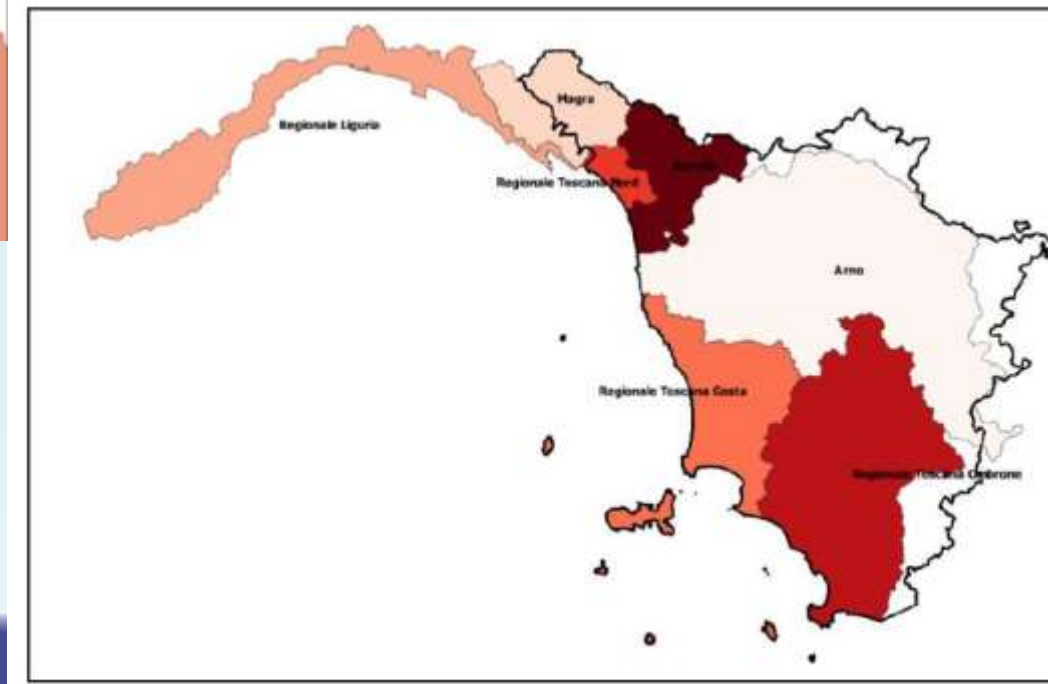 Magra
Regionale Liguria
Regionale Toscana Nord
Arno
Regionale Toscana Costa
Regionale Toscana Ombrone